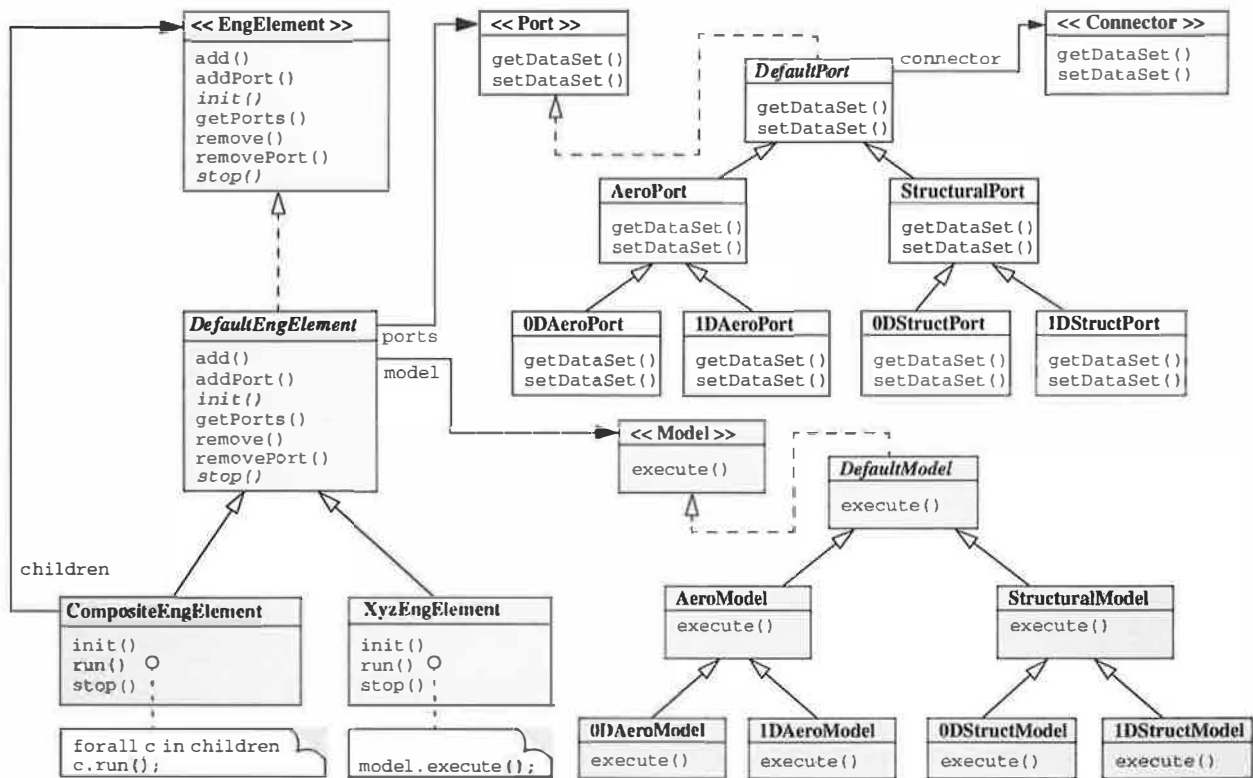 << EngElement >>
add()
addPort()
init()
getPorts()
remove()
removePort()
stop()
<< Port >>
getDataSet()
setDataSet()
DefaultPort
getDataSet()
setDataSet()
connector
<< Connector >>
getDataSet()
setDataSet()
AeroPort
getDataSet()
setDataSet()
StructuralPort
getDataSet()
setDataSet()
0DAeroPort
getDataSet()
setDataSet()
1DAeroPort
getDataSet()
setDataSet()
0DStructPort
getDataSet()
setDataSet()
1DStructPort
getDataSet()
setDataSet()
DefaultEngElement
add()
addPort()
init()
getPorts()
remove()
removePort()
stop()
ports
model
<< Model >>
execute()
DefaultModel
execute()
children
CompositeEngElement
init()
run()
stop()
XyzEngElement
init()
run()
stop()
AeroModel
execute()
StructuralModel
execute()
forall c in children
c.run();
model.execute();
0DAeroModel
execute()
1DAeroModel
execute()
0DStructModel
execute()
1DStructModel
execute()